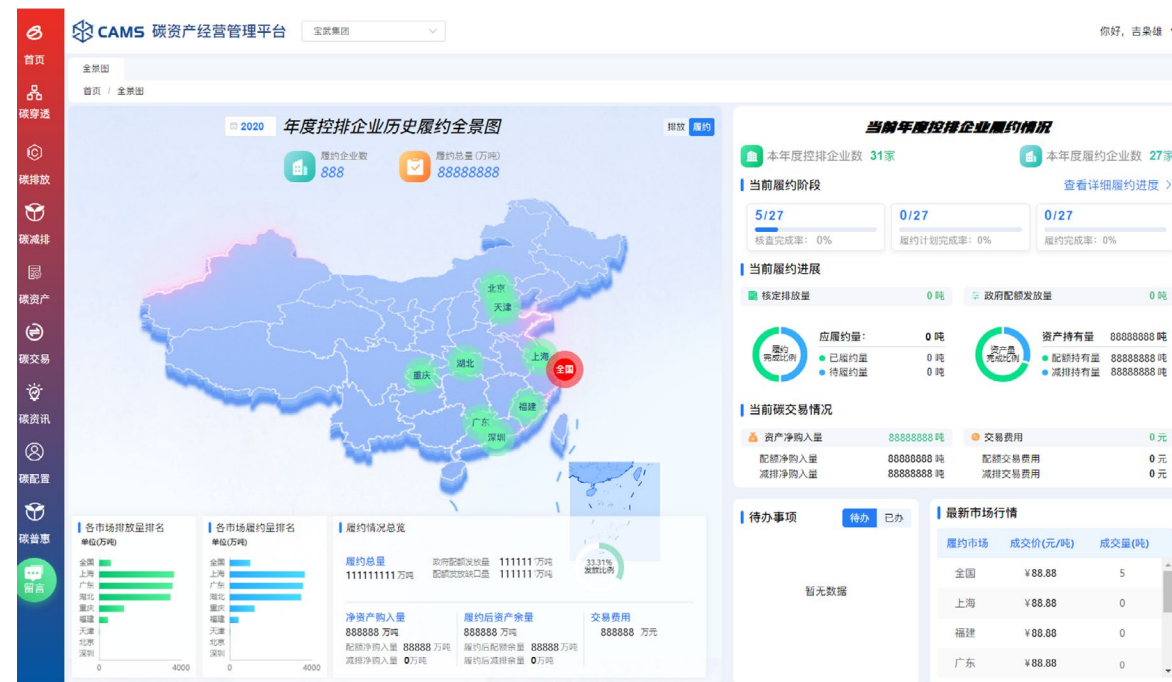 CAMS 碳资产经营管理平台 宝武集团 你好，吉枭雄
首页
碳穿透
碳排放
碳减排
碳资产
碳交易
碳资讯
碳配置
碳普惠
留言
全景图
首页 / 全景图
2020 年度控排企业历史履约全景图 排放 履约
履约企业数 履约总量(万吨)
888 88888888
北京
天津
上海
全国
湖北
重庆
福建
广东
深圳
各市场排放量排名
单位(万吨)
全国
上海
广东
湖北
重庆
福建
天津
北京
深圳
0 4000
各市场履约量排名
单位(万吨)
全国
上海
广东
湖北
重庆
福建
天津
北京
深圳
0 4000
履约情况总览
履约总量 政府配额发放量 111111 万吨
111111111 万吨 配额发放缺口量 111111 万吨
33.31%
发放比例
净资产购入量 履约后资产余量 交易费用
888888 万吨 888888 万吨 888888 万元
配额净购入量 88888 万吨 履约后配额余量 88888 万吨
减排净购入量 0万吨 履约后减排余量 0万吨
当前年度控排企业履约情况
本年度控排企业数 31家 本年度履约企业数 27家
当前履约阶段 查看详细履约进度 >
5/27 0/27 0/27
核查完成率: 0% 履约计划完成率: 0% 履约完成率: 0%
当前履约进展
核定排放量 0 吨 政府配额发放量 0 吨
履约
完成比例
应履约量: 0 吨
已履约量 0 吨
待履约量 0 吨
资产量
完成比例
资产持有量 88888888 吨
配额持有量 88888888 吨
减排持有量 88888888 吨
当前碳交易情况
资产净购入量 88888888 吨 交易费用 0 元
配额净购入量 88888888 吨 配额交易费用 0 元
减排净购入量 88888888 吨 减排交易费用 0 元
待办事项 待办 已办
暂无数据
最新市场行情
履约市场 成交价(元/吨) 成交量(吨)
全国 ¥88.88 5
上海 ¥88.88 0
福建 ¥88.88 0
广东 ¥88.88 0